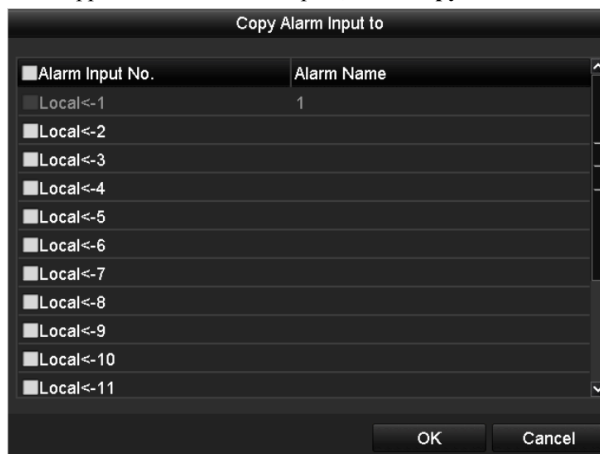 Copy Alarm Input to
Alarm Input No. Alarm Name
Local<-1 1
Local<-2
Local<-3
Local<-4
Local<-5
Local<-6
Local<-7
Local<-8
Local<-9
Local<-10
Local<-11
OK Cancel